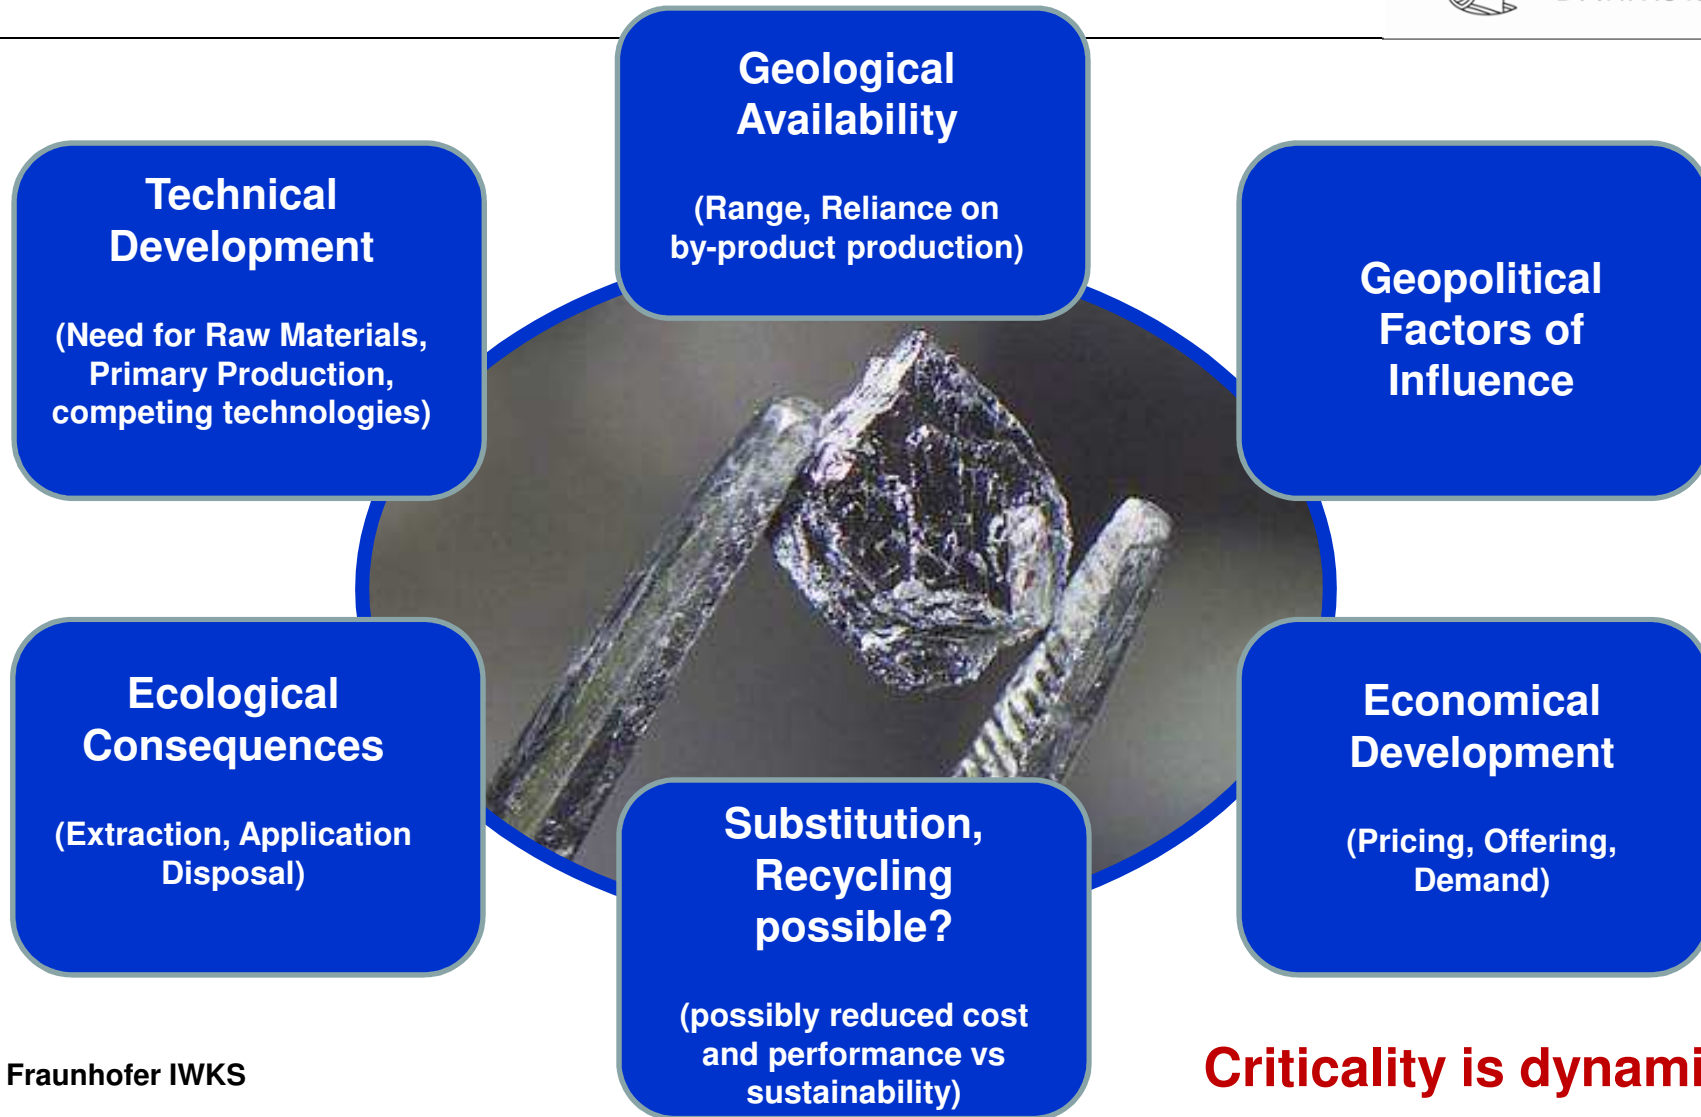 Geological
Availability
(Range, Reliance on
by-product production)
Technical
Development
(Need for Raw Materials,
Primary Production,
competing technologies)
Geopolitical
Factors of
Influence
Ecological
Consequences
(Extraction, Application
Disposal)
Substitution,
Recycling
possible?
(possibly reduced cost
and performance vs
sustainability)
Economical
Development
(Pricing, Offering,
Demand)
Fraunhofer IWKS
Criticality is dynami